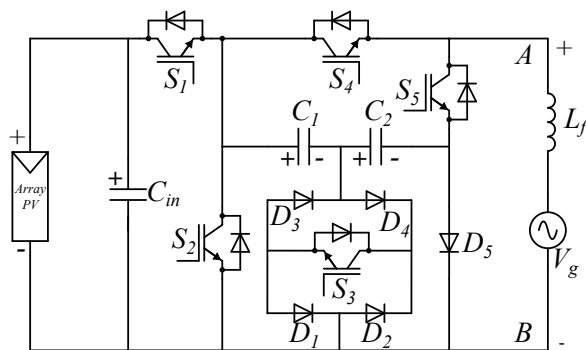 A
+
S1
S4
S5
C1
C2
Lf
+
+
-
+
-
Array
PV
+
Cin
D3
D4
S2
D5
S3
Vg
-
D1
D2
B
-